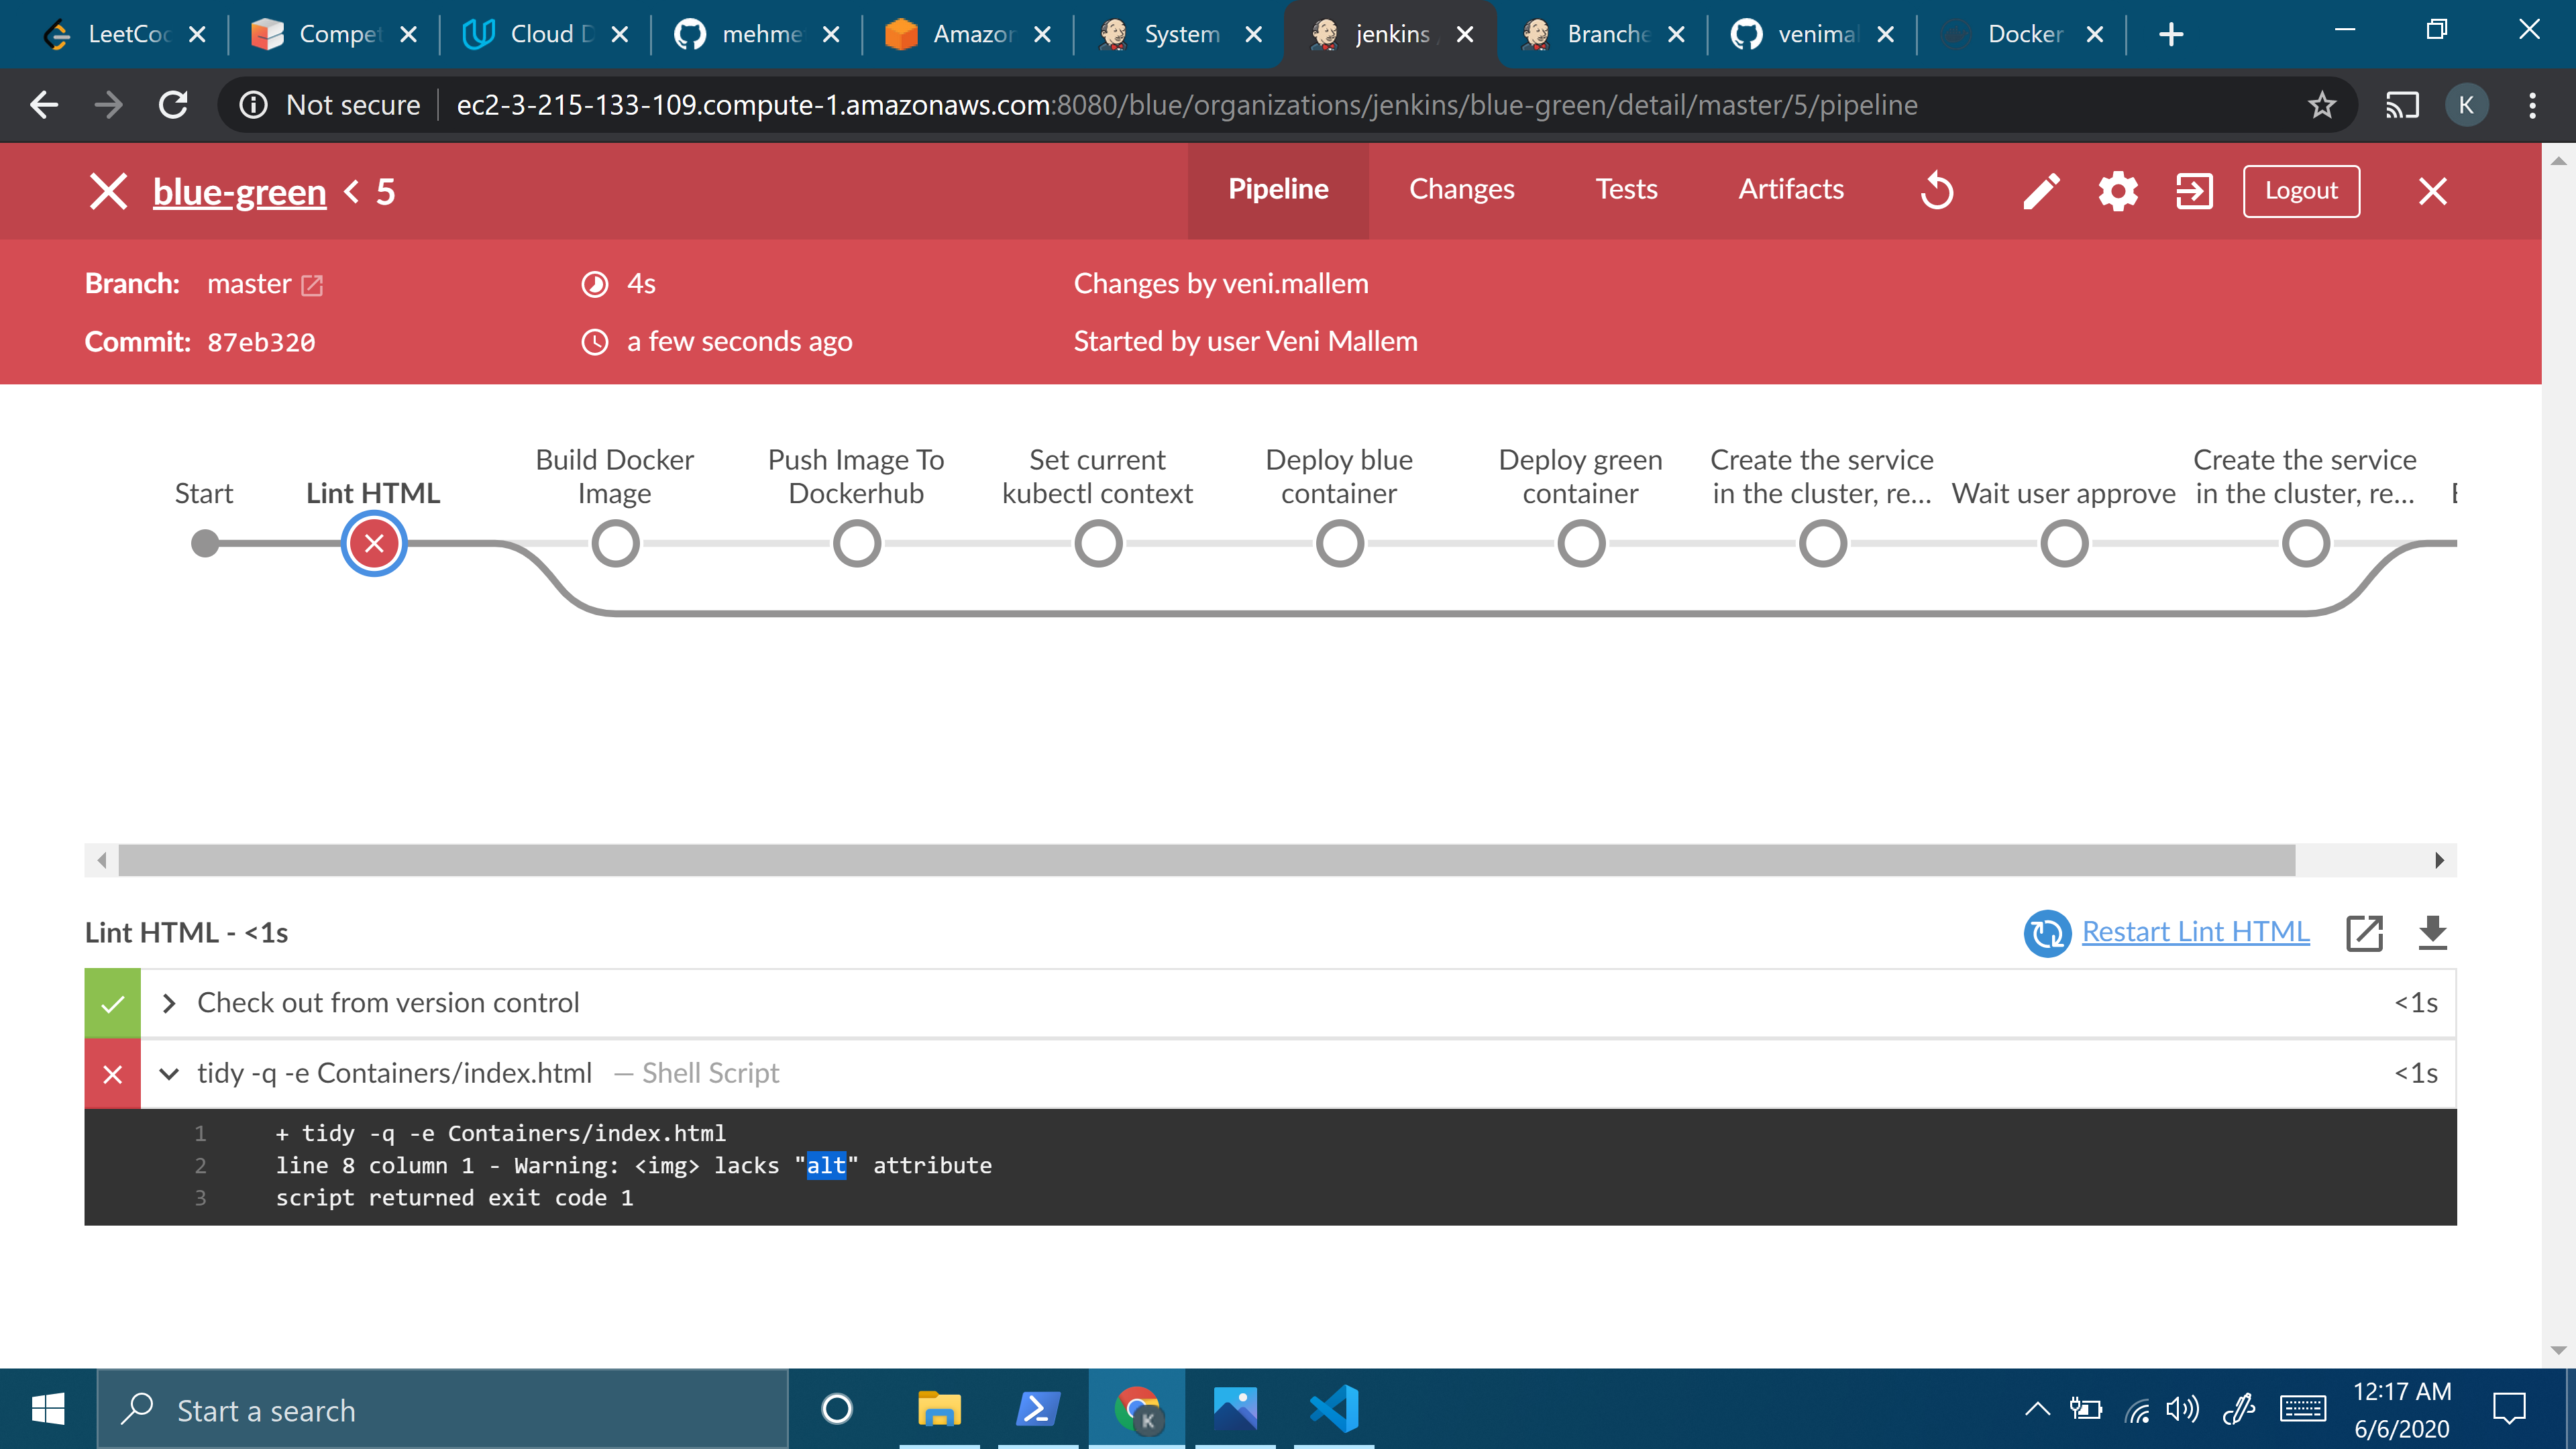 LeetCoc
Compet
Cloud D
mehme
Amazon
System
jenkins
Branche
venimal
Docker
Not secure
ec2-3-215-133-109.compute-1.amazonaws.com:8080/blue/organizations/jenkins/blue-green/detail/master/5/pipeline
K
blue-green < 5
Pipeline
Changes
Tests
Artifacts
Logout
Branch: master
4s
Changes by veni.mallem
Commit: 87eb320
a few seconds ago
Started by user Veni Mallem
Start
Lint HTML
Build Docker
Image
Push Image To
Dockerhub
Set current
kubectl context
Deploy blue
container
Deploy green
container
Create the service
in the cluster, re...
Wait user approve
Create the service
in the cluster, re...
Lint HTML - <1s
Restart Lint HTML
Check out from version control
<1s
tidy -q -e Containers/index.html — Shell Script
<1s
1 + tidy -q -e Containers/index.html
2 line 8 column 1 - Warning: <img> lacks "alt" attribute
3 script returned exit code 1
Start a search
K
12:17 AM
6/6/2020